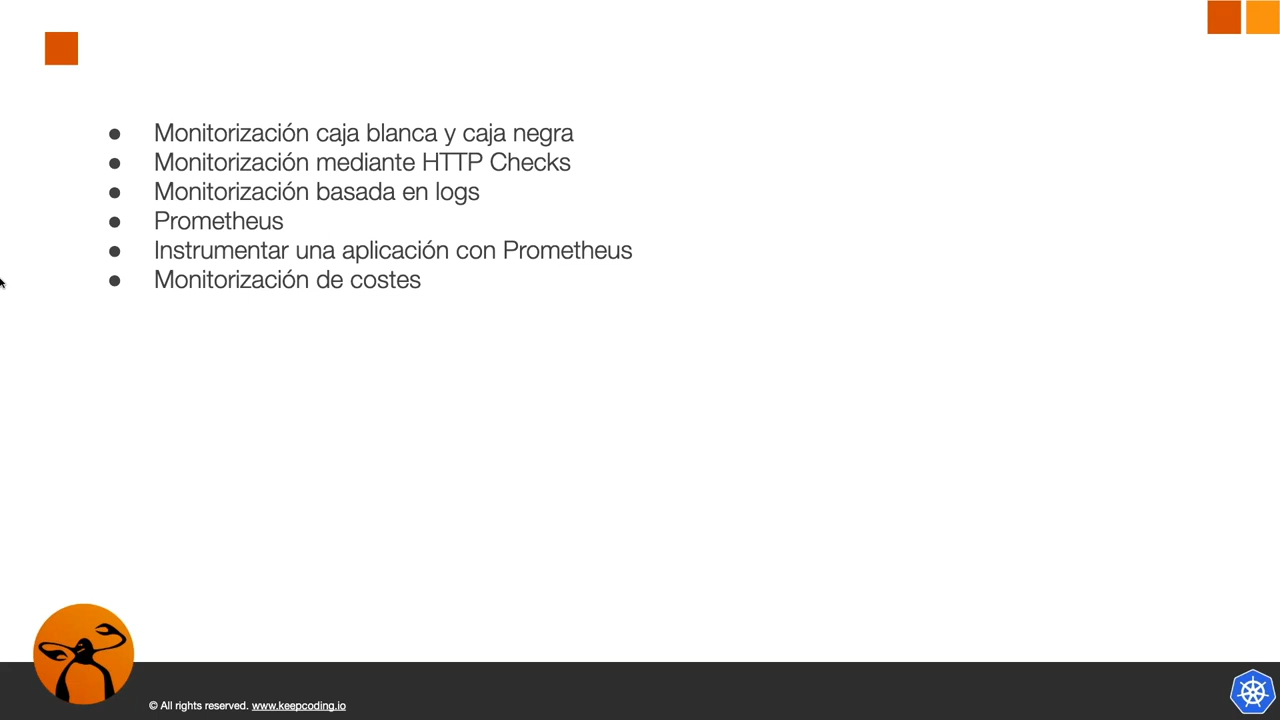 ● Monitorización caja blanca y caja negra
● Monitorización mediante HTTP Checks
● Monitorización basada en logs
● Prometheus
● Instrumentar una aplicación con Prometheus
● Monitorización de costes
© All rights reserved. www.keepcoding.io